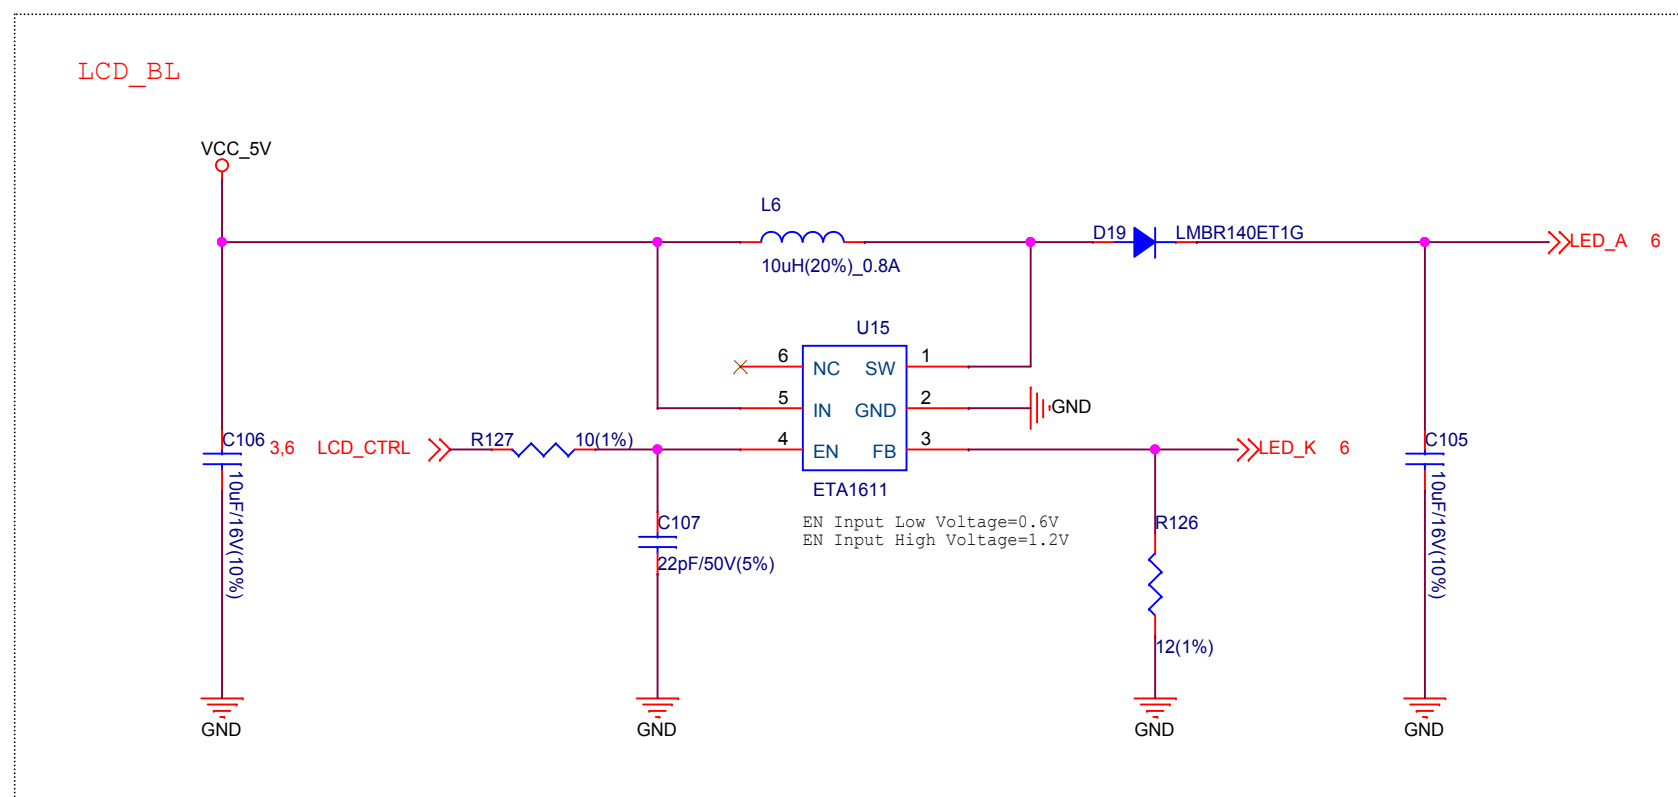 LCD_BL
VCC_5V
L6
10uH(20%)_0.8A
D19
LMBR140ET1G
LED_A 6
U15
6 NC SW 1
5 IN GND 2
GND
4 EN FB 3
ETA1611
C106
10uF/16V(10%)
3,6 LCD_CTRL
R127
10(1%)
LED_K 6
C105
10uF/16V(10%)
EN Input Low Voltage=0.6V
EN Input High Voltage=1.2V
C107
22pF/50V(5%)
R126
12(1%)
GND
GND
GND
GND